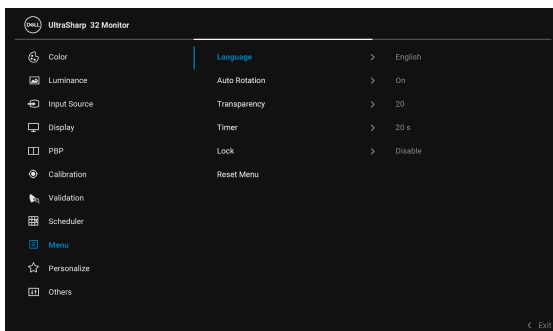 DELL UltraSharp 32 Monitor
Color
Language > English
Luminance
Auto Rotation > On
Input Source
Transparency > 20
Display
Timer > 20 s
PBP
Lock > Disable
Calibration
Reset Menu
Validation
Scheduler
Menu
Personalize
Others
< Exit